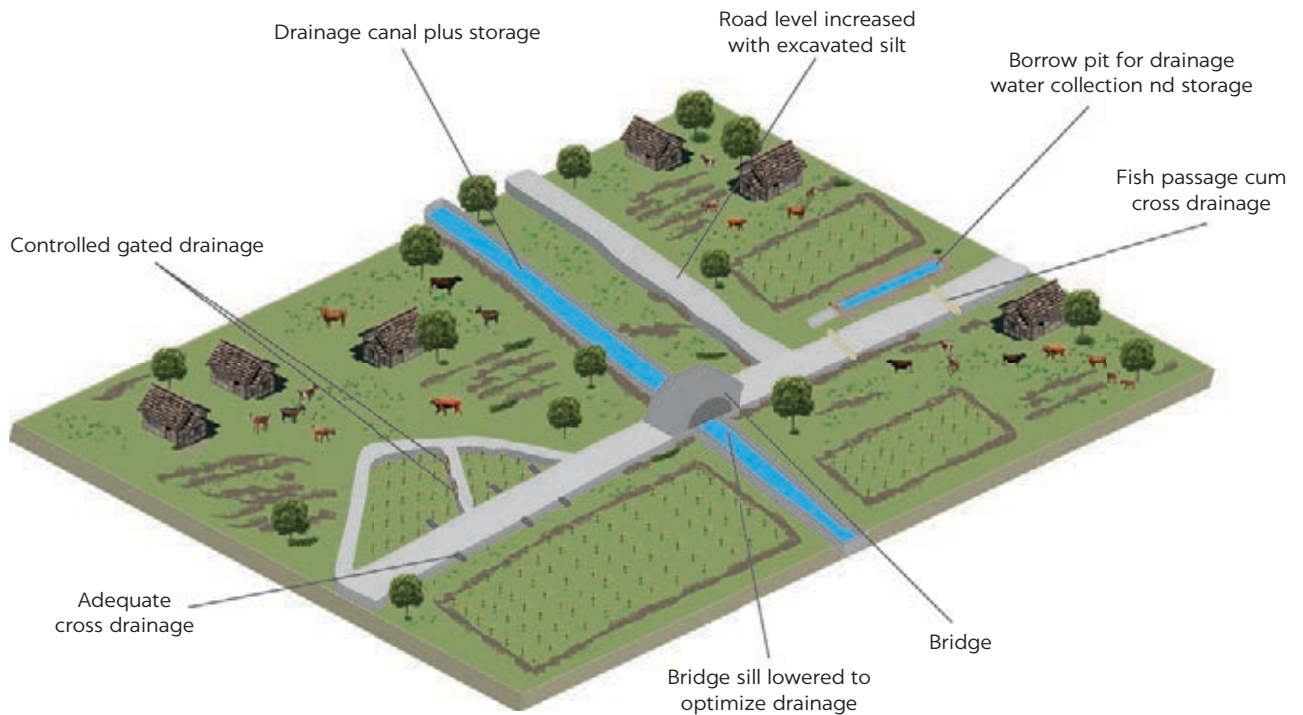 Drainage canal plus storage
Road level increased
with excavated silt
Borrow pit for drainage
water collection nd storage
Fish passage cum
cross drainage
Controlled gated drainage
Adequate
cross drainage
Bridge
Bridge sill lowered to
optimize drainage